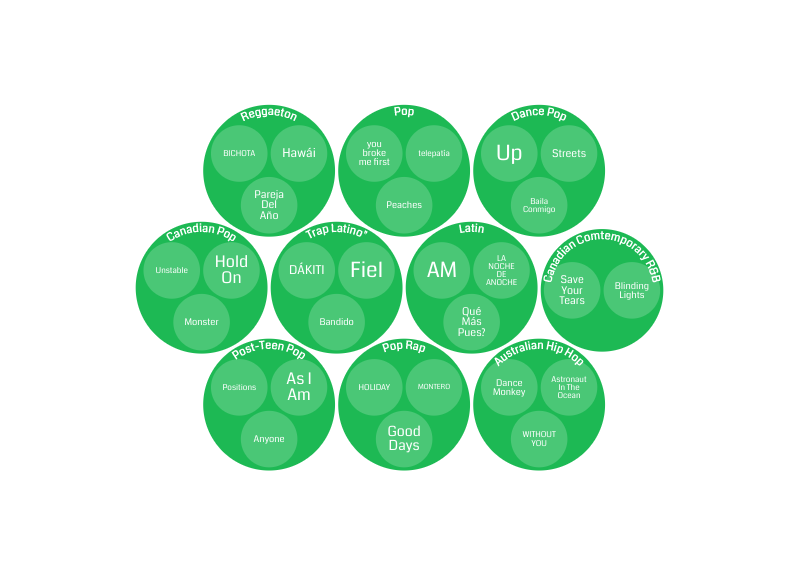 Reggaeton
BICHOTA
Hawái
Pareja
Del
Año
Pop
you
broke
me first
telepatía
Peaches
Dance Pop
Up
Streets
Baila
Conmigo
Canadian Pop
Unstable
Hold
On
Monster
Trap Latino*
DÁKITI
Fiel
Bandido
Latin
AM
LA
NOCHE
DE
ANOCHE
Qué
Más
Pues?
Canadian Comtemporary R&B
Save
Your
Tears
Blinding
Lights
Post-Teen Pop
Positions
As I
Am
Anyone
Pop Rap
HOLIDAY
MONTERO
Good
Days
Australian Hip Hop
Dance
Monkey
Astronaut
In The
Ocean
WITHOUT
YOU